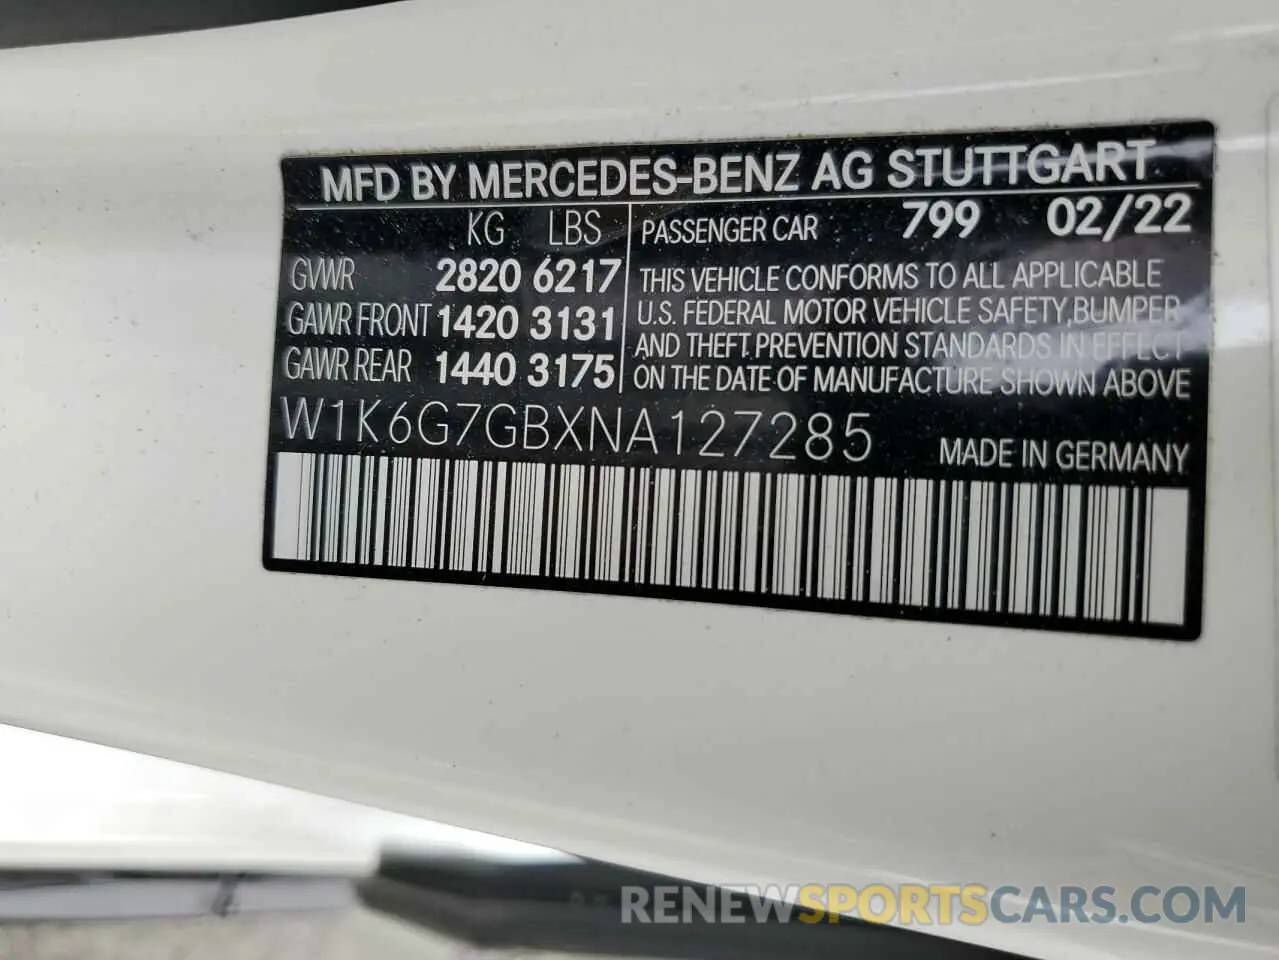 MFD BY MERCEDES-BENZ AG STUTTGART
KG LBS
GVWR 2820 6217
GAWR FRONT 1420 3131
GAWR REAR 1440 3175
PASSENGER CAR 799 02/22
THIS VEHICLE CONFORMS TO ALL APPLICABLE
U.S. FEDERAL MOTOR VEHICLE SAFETY, BUMPER
AND THEFT PREVENTION STANDARDS IN EFFECT
ON THE DATE OF MANUFACTURE SHOWN ABOVE
W1K6G7GBXNA127285
MADE IN GERMANY
RENEWSPORTSCARS.COM